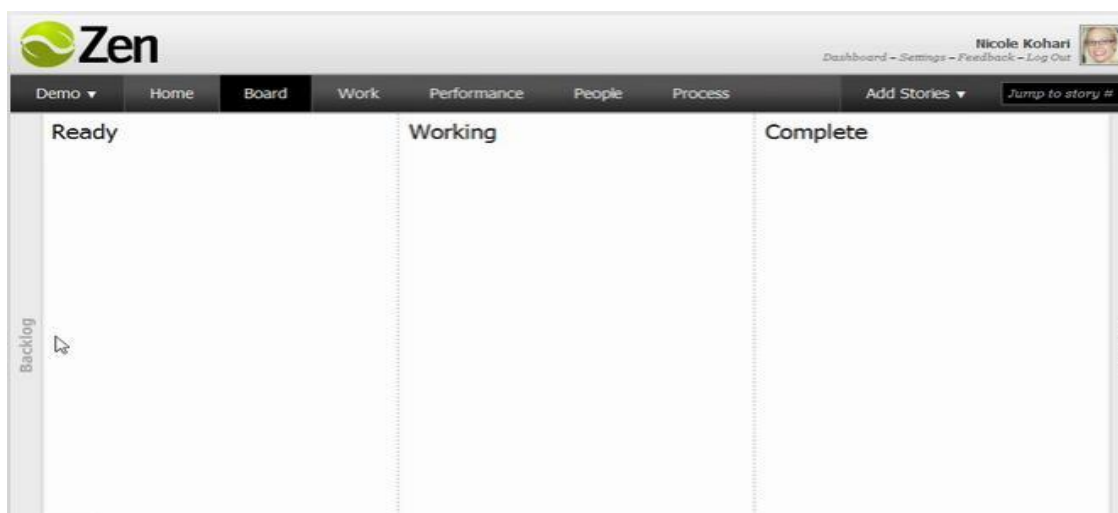 Zen
Nicole Kohari
Dashboard – Settings – Feedback – Log Out
Demo ▾ Home Board Work Performance People Process Add Stories ▾ Jump to story #
Ready Working Complete
Backlog